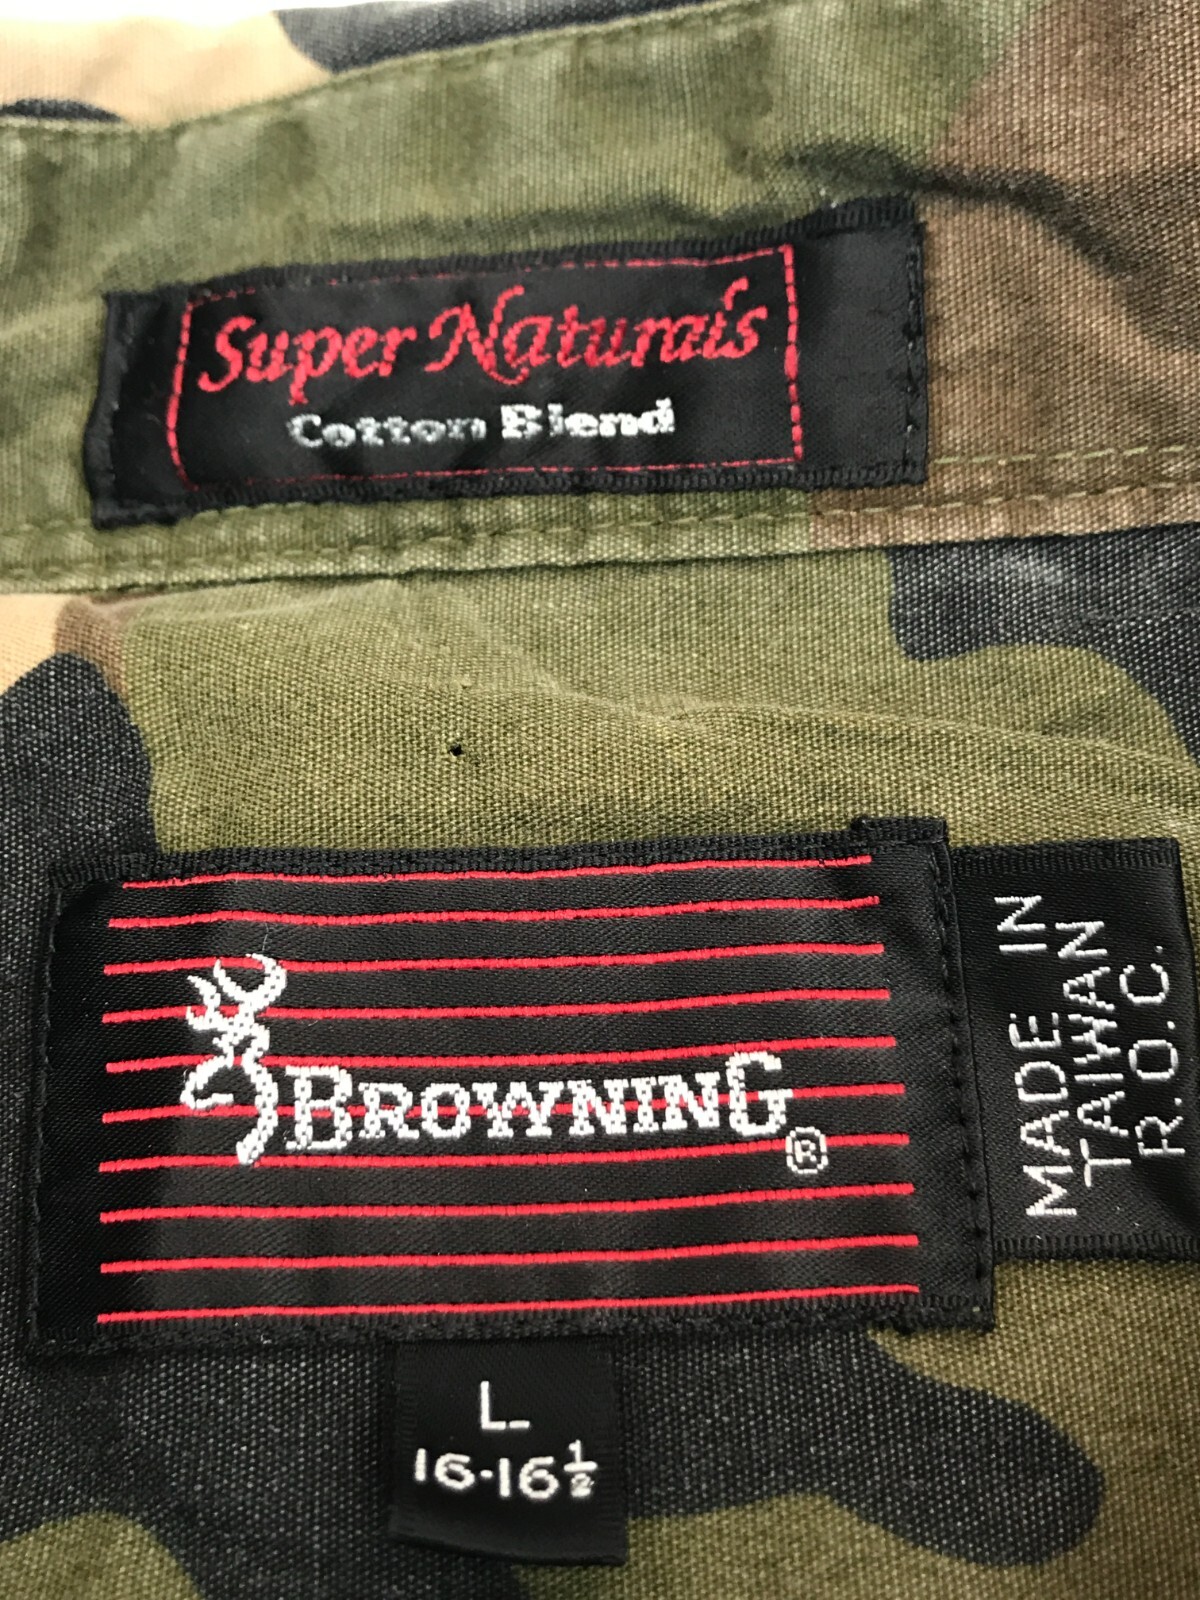 Super Naturals
Cotton Blend
BROWNING®
MADE IN
TAIWAN
R.O.C.
L-
16-16½